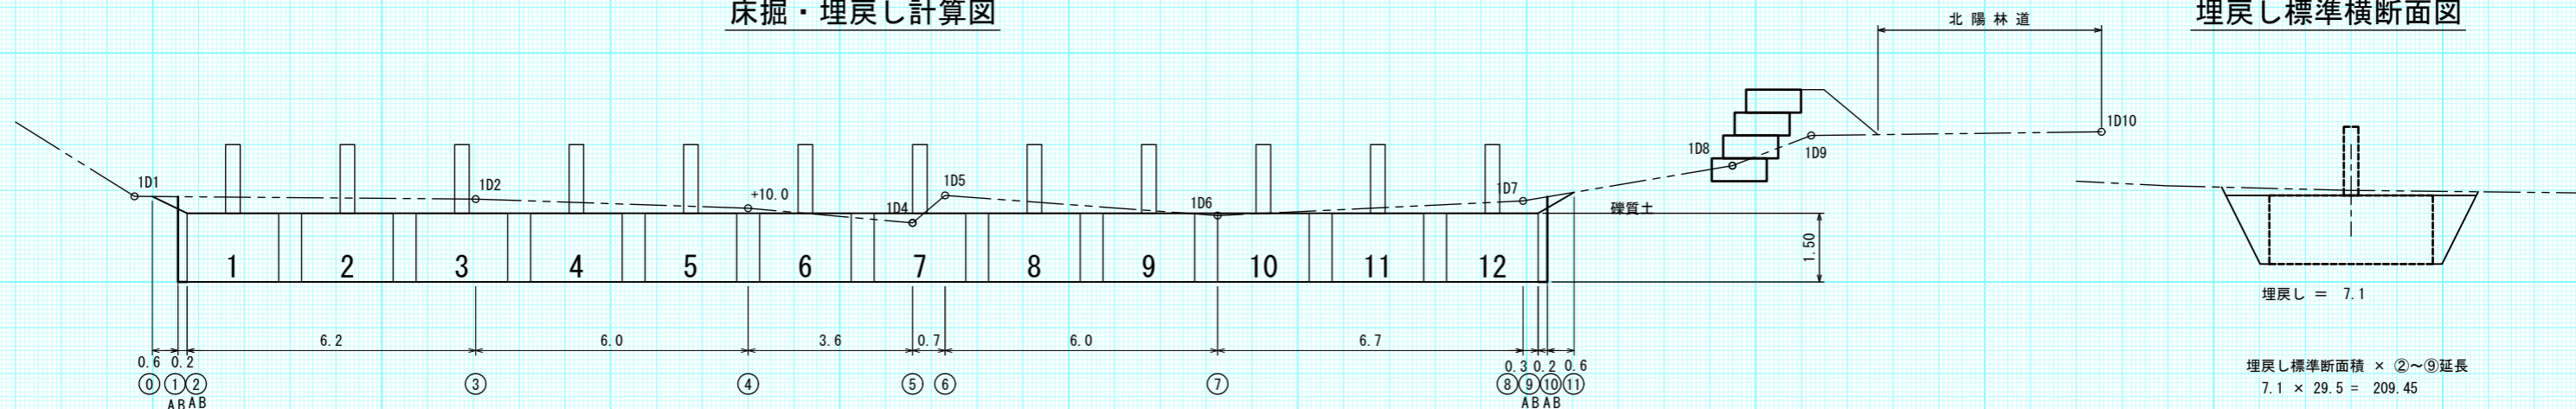 床掘・埋戻し計算図
北陽林道
埋戻し標準横断面図
1D1
1D2
+10.0
1D4
1D5
1D6
1D7
礫質土
1D8
1D9
1D10
1.50
1 2 3 4 5 6 7 8 9 10 11 12
埋戻し = 7.1
6.2 6.0 3.6 0.7 6.0 6.7
0.6 0.2 0.3 0.2 0.6
⓪ ① ② ③ ④ ⑤ ⑥ ⑦ ⑧ ⑨ ⑩ ⑪
AB AB AB AB
埋戻し標準断面積 × ②～⑨延長
7.1 × 29.5 = 209.45